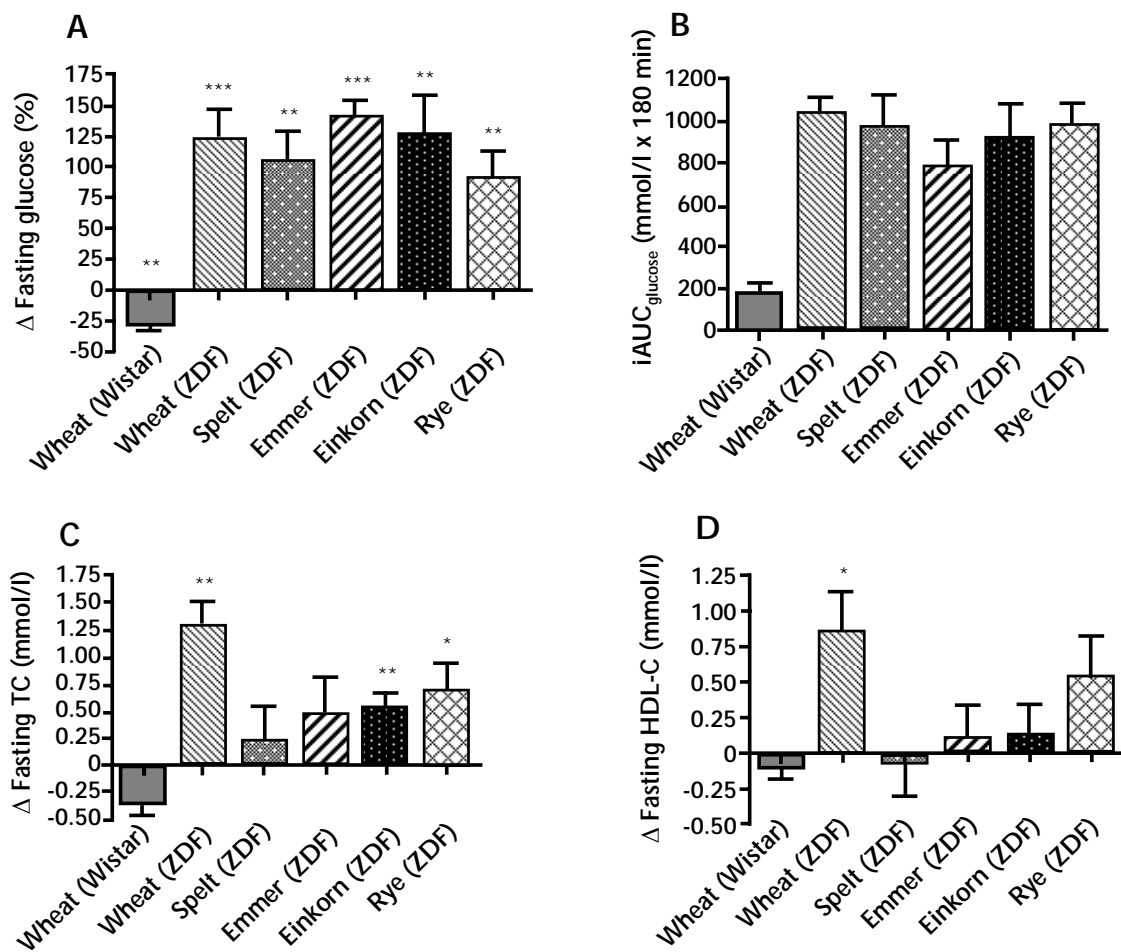 A
Δ Fasting glucose (%)
175
150
125
100
75
50
25
0
-25
-50
**
***
**
***
**
**
Wheat (Wistar)
Wheat (ZDF)
Spelt (ZDF)
Emmer (ZDF)
Einkorn (ZDF)
Rye (ZDF)
B
iAUCglucose (mmol/l x 180 min)
1200
1000
800
600
400
200
0
Wheat (Wistar)
Wheat (ZDF)
Spelt (ZDF)
Emmer (ZDF)
Einkorn (ZDF)
Rye (ZDF)
C
Δ Fasting TC (mmol/l)
1.75
1.50
1.25
1.00
0.75
0.50
0.25
0
-0.25
-0.50
**
**
*
Wheat (Wistar)
Wheat (ZDF)
Spelt (ZDF)
Emmer (ZDF)
Einkorn (ZDF)
Rye (ZDF)
D
Δ Fasting HDL-C (mmol/l)
1.25
1.00
0.75
0.50
0.25
0
-0.25
-0.50
*
Wheat (Wistar)
Wheat (ZDF)
Spelt (ZDF)
Emmer (ZDF)
Einkorn (ZDF)
Rye (ZDF)